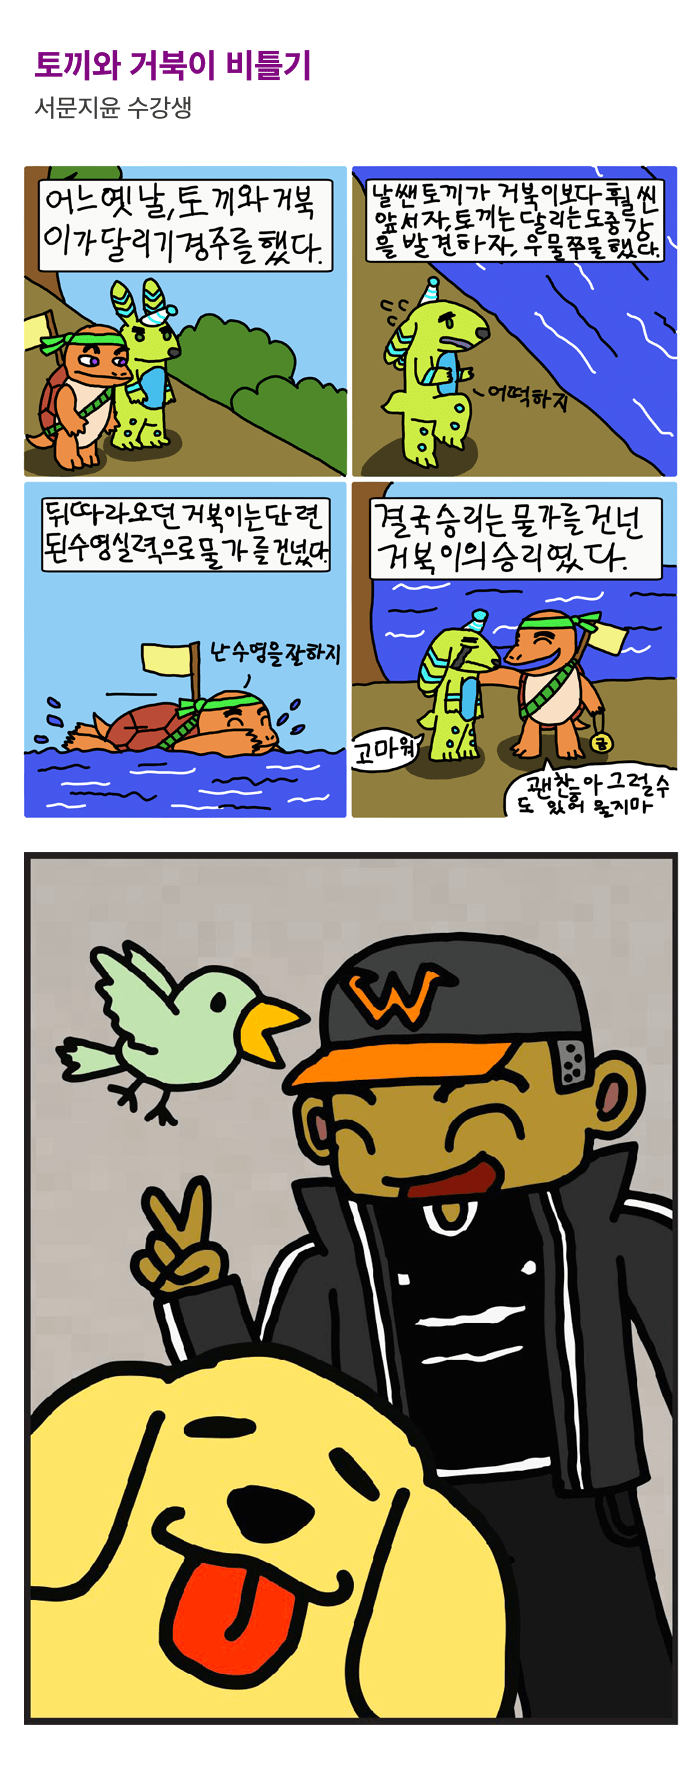 토끼와 거북이 비틀기
서문지윤 수강생
어느 옛날, 토끼와 거북
이가 달리기 경주를 했다.
날쌘 토끼가 거북이보다 훨씬
앞서자, 토끼는 달리는 도중 강
을 발견하자, 우물쭈물했다.
어떡하지
뒤따라오던 거북이는 단련
된 수영실력으로 물가를 건넜다.
난 수영을 잘하지
결국 승리는 물가를 건넌
거북이의 승리였다.
고마워
괜찮아 그럴 수
도 있어 울지마
금
W